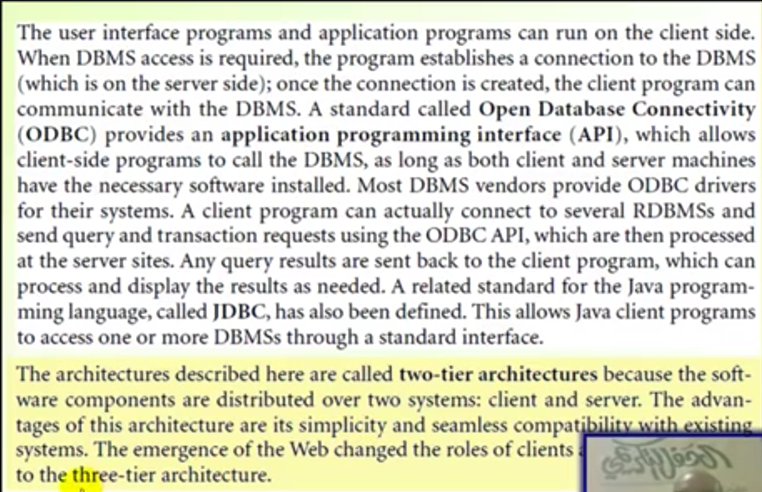 The user interface programs and application programs can run on the client side.
When DBMS access is required, the program establishes a connection to the DBMS
(which is on the server side); once the connection is created, the client program can
communicate with the DBMS. A standard called Open Database Connectivity
(ODBC) provides an application programming interface (API), which allows
client-side programs to call the DBMS, as long as both client and server machines
have the necessary software installed. Most DBMS vendors provide ODBC drivers
for their systems. A client program can actually connect to several RDBMSs and
send query and transaction requests using the ODBC API, which are then processed
at the server sites. Any query results are sent back to the client program, which can
process and display the results as needed. A related standard for the Java program-
ming language, called JDBC, has also been defined. This allows Java client programs
to access one or more DBMSs through a standard interface.
The architectures described here are called two-tier architectures because the soft-
ware components are distributed over two systems: client and server. The advan-
tages of this architecture are its simplicity and seamless compatibility with existing
systems. The emergence of the Web changed the roles of clients
to the three-tier architecture.